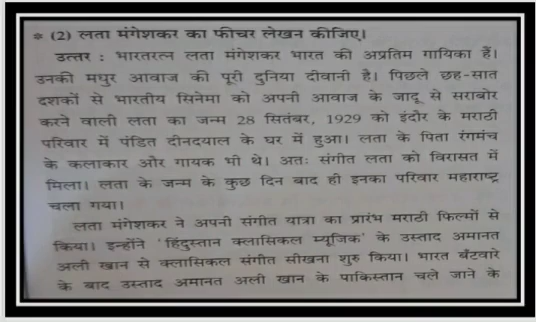 * (2) लता मंगेशकर का फीचर लेखन कीजिए।
उत्तर : भारतरत्न लता मंगेशकर भारत की अप्रतिम गायिका हैं।
उनकी मधुर आवाज की पूरी दुनिया दीवानी है। पिछले छह-सात
दशकों से भारतीय सिनेमा को अपनी आवाज के जादू से सराबोर
करने वाली लता का जन्म 28 सितंबर, 1929 को इंदौर के मराठी
परिवार में पंडित दीनदयाल के घर में हुआ। लता के पिता रंगमंच
के कलाकार और गायक भी थे। अतः संगीत लता को विरासत में
मिला। लता के जन्म के कुछ दिन बाद ही इनका परिवार महाराष्ट्र
चला गया।
लता मंगेशकर ने अपनी संगीत यात्रा का प्रारंभ मराठी फिल्मों से
किया। इन्होंने 'हिंदुस्तान क्लासिकल म्यूजिक' के उस्ताद अमानत
अली खान से क्लासिकल संगीत सीखना शुरु किया। भारत बँटवारे
के बाद उस्ताद अमानत अली खान के पाकिस्तान चले जाने के